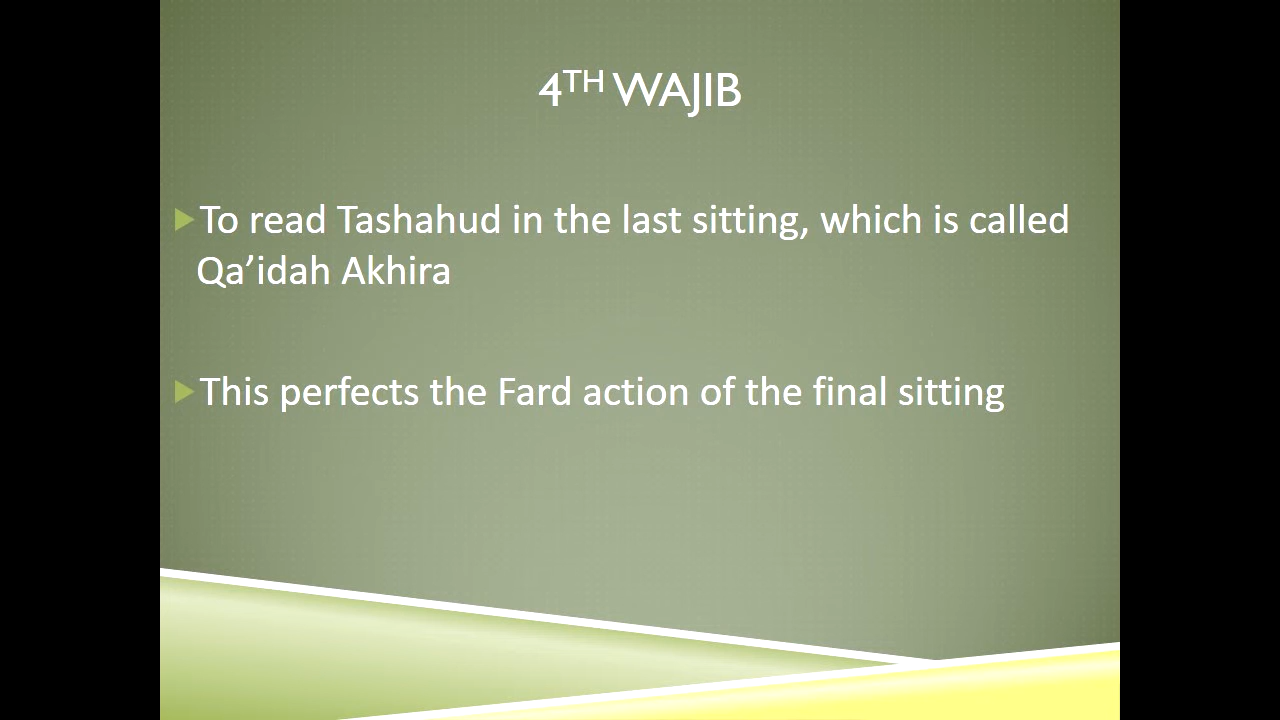 4TH WAJIB
To read Tashahud in the last sitting, which is called
Qa’idah Akhira
This perfects the Fard action of the final sitting